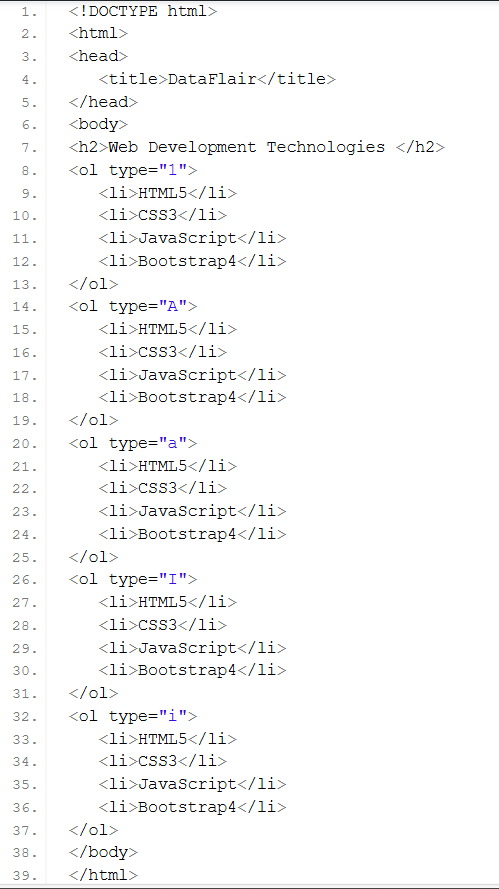 1. <!DOCTYPE html>
2. <html>
3. <head>
4. <title>DataFlair</title>
5. </head>
6. <body>
7. <h2>Web Development Technologies </h2>
8. <ol type="1">
9. <li>HTML5</li>
10. <li>CSS3</li>
11. <li>JavaScript</li>
12. <li>Bootstrap4</li>
13. </ol>
14. <ol type="A">
15. <li>HTML5</li>
16. <li>CSS3</li>
17. <li>JavaScript</li>
18. <li>Bootstrap4</li>
19. </ol>
20. <ol type="a">
21. <li>HTML5</li>
22. <li>CSS3</li>
23. <li>JavaScript</li>
24. <li>Bootstrap4</li>
25. </ol>
26. <ol type="I">
27. <li>HTML5</li>
28. <li>CSS3</li>
29. <li>JavaScript</li>
30. <li>Bootstrap4</li>
31. </ol>
32. <ol type="i">
33. <li>HTML5</li>
34. <li>CSS3</li>
35. <li>JavaScript</li>
36. <li>Bootstrap4</li>
37. </ol>
38. </body>
39. </html>